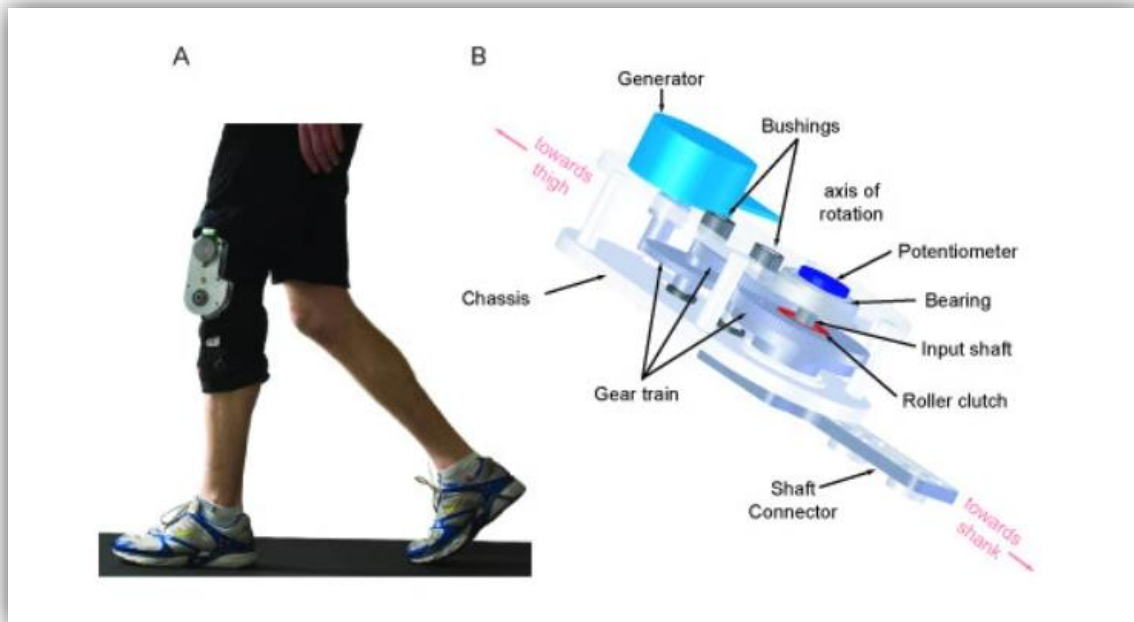 A
B
Generator
Bushings
towards
thigh
axis of
rotation
Potentiometer
Chassis
Bearing
Input shaft
Gear train
Roller clutch
Shaft
Connector
towards
shank